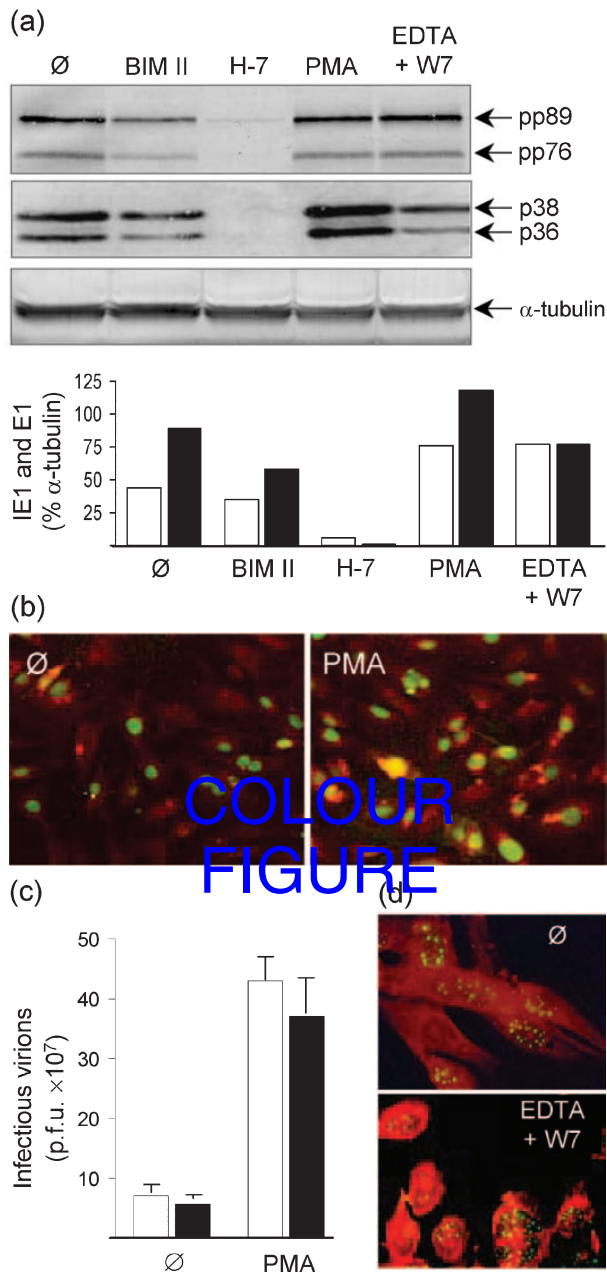 (a)
Ø BIM II H-7 PMA EDTA + W7
pp89
pp76
p38
p36
α-tubulin
IE1 and E1
(% α-tubulin)
125
100
75
50
25
Ø BIM II H-7 PMA EDTA + W7
(b)
Ø
PMA
COLOUR
FIGURE
(c)
Infectious virions
(p.f.u. ×10⁷)
50
40
30
20
10
Ø PMA
(d)
Ø
EDTA
+ W7